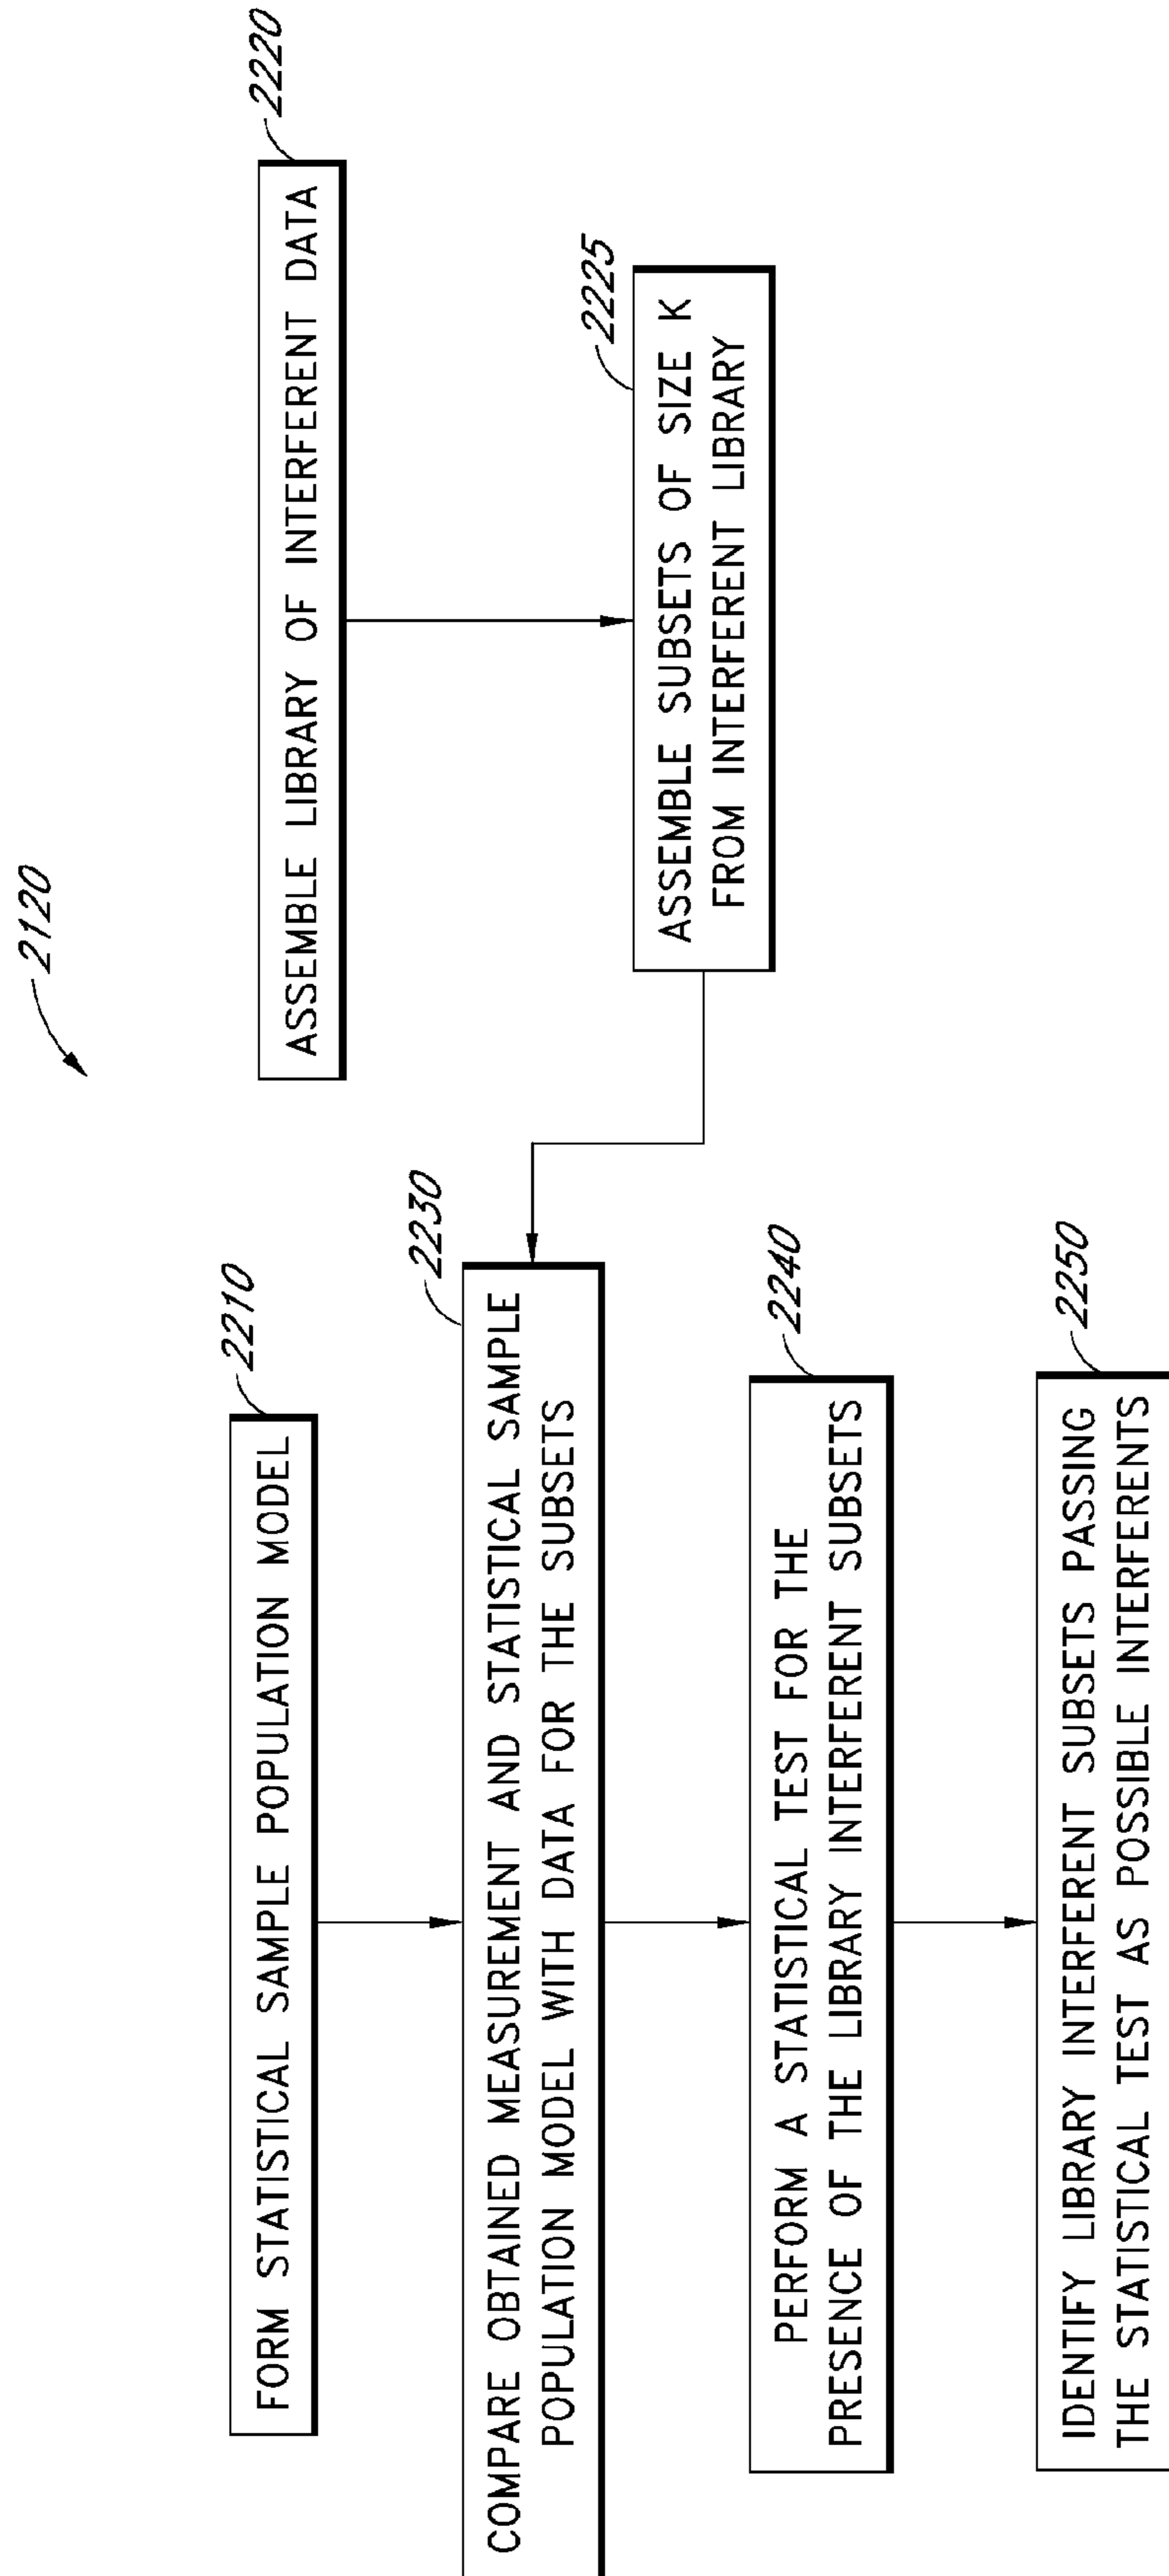 2120
2210
FORM STATISTICAL SAMPLE POPULATION MODEL
2220
ASSEMBLE LIBRARY OF INTERFERENT DATA
2225
ASSEMBLE SUBSETS OF SIZE K
FROM INTERFERENT LIBRARY
2230
COMPARE OBTAINED MEASUREMENT AND STATISTICAL SAMPLE
POPULATION MODEL WITH DATA FOR THE SUBSETS
2240
PERFORM A STATISTICAL TEST FOR THE
PRESENCE OF THE LIBRARY INTERFERENT SUBSETS
2250
IDENTIFY LIBRARY INTERFERENT SUBSETS PASSING
THE STATISTICAL TEST AS POSSIBLE INTERFERENTS